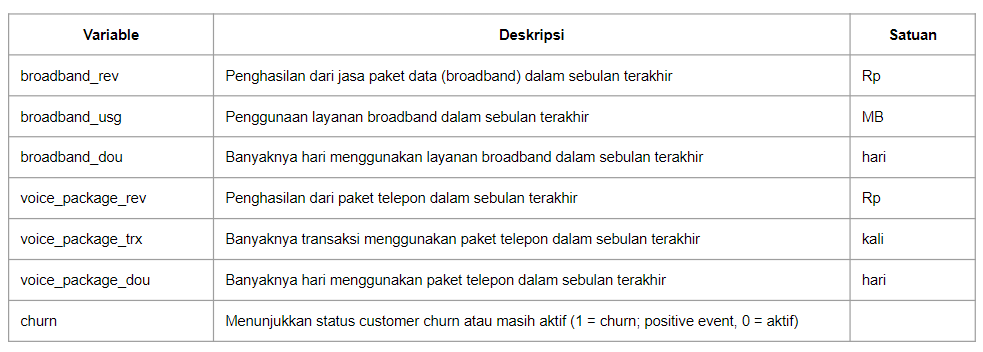 Variable Deskripsi Satuan
broadband_rev Penghasilan dari jasa paket data (broadband) dalam sebulan terakhir Rp
broadband_usg Penggunaan layanan broadband dalam sebulan terakhir MB
broadband_dou Banyaknya hari menggunakan layanan broadband dalam sebulan terakhir hari
voice_package_rev Penghasilan dari paket telepon dalam sebulan terakhir Rp
voice_package_trx Banyaknya transaksi menggunakan paket telepon dalam sebulan terakhir kali
voice_package_dou Banyaknya hari menggunakan paket telepon dalam sebulan terakhir hari
churn Menunjukkan status customer churn atau masih aktif (1 = churn; positive event, 0 = aktif)